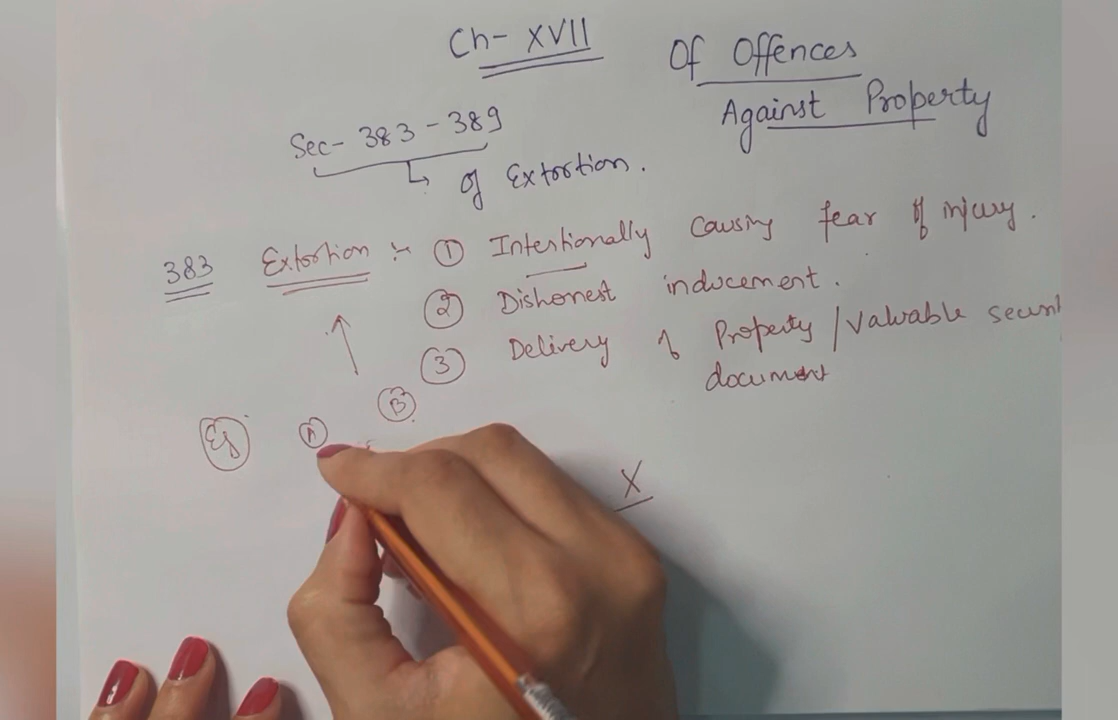 Ch- XVII
Of Offences
Against Property
Sec- 383 - 389
↳ of Extortion.
383 Extortion :- ① Intentionally causing fear of injury.
② Dishonest inducement.
③ Delivery of Property / Valuable securit
document
Eg A B
X